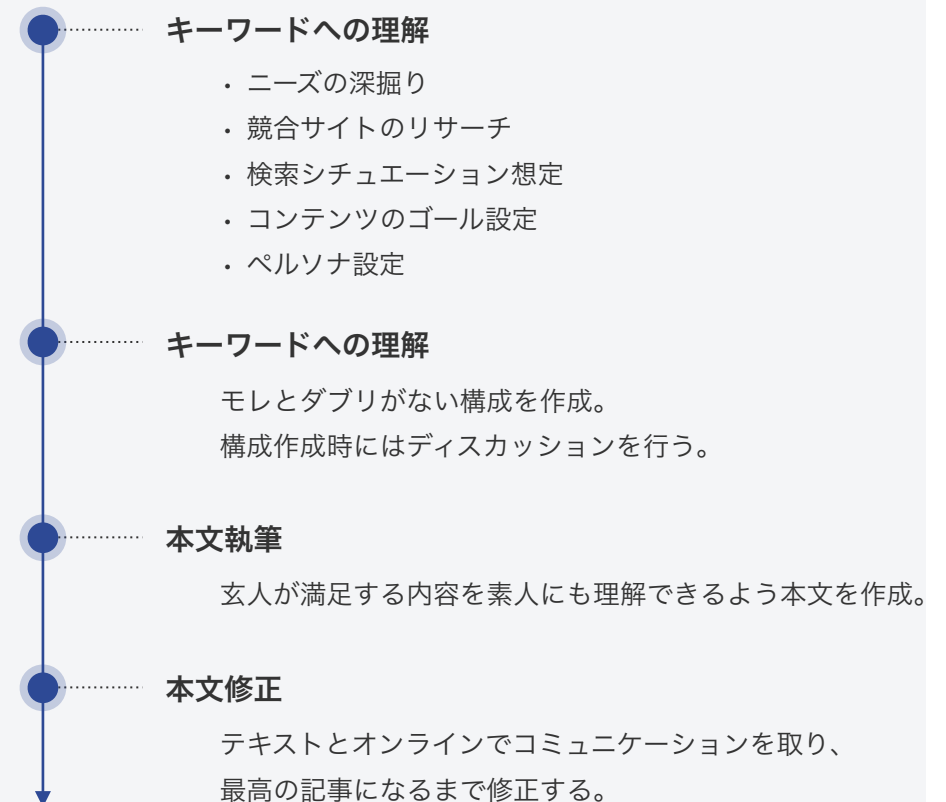 キーワードへの理解
・ニーズの深掘り
・競合サイトのリサーチ
・検索シチュエーション想定
・コンテンツのゴール設定
・ペルソナ設定
キーワードへの理解
モレとダブリがない構成を作成。
構成作成時にはディスカッションを行う。
本文執筆
玄人が満足する内容を素人にも理解できるよう本文を作成。
本文修正
テキストとオンラインでコミュニケーションを取り、
最高の記事になるまで修正する。